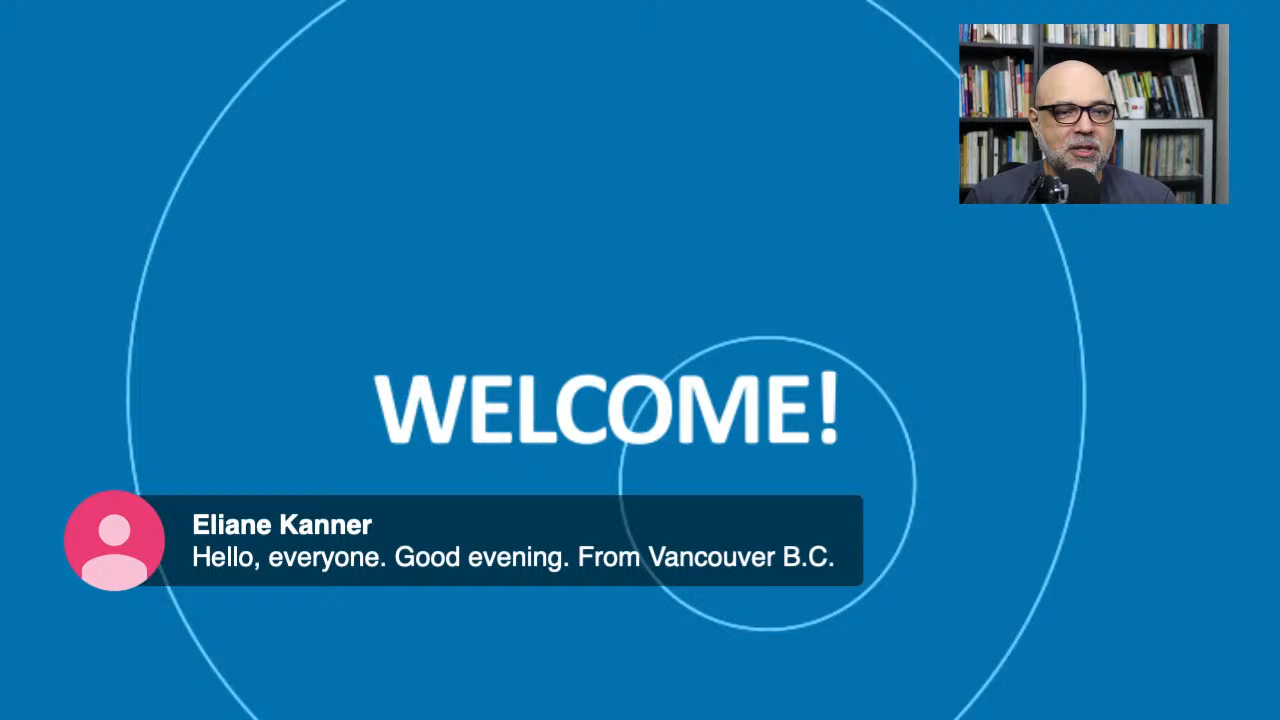 WELCOME!
Eliane Kanner
Hello, everyone. Good evening. From Vancouver B.C.